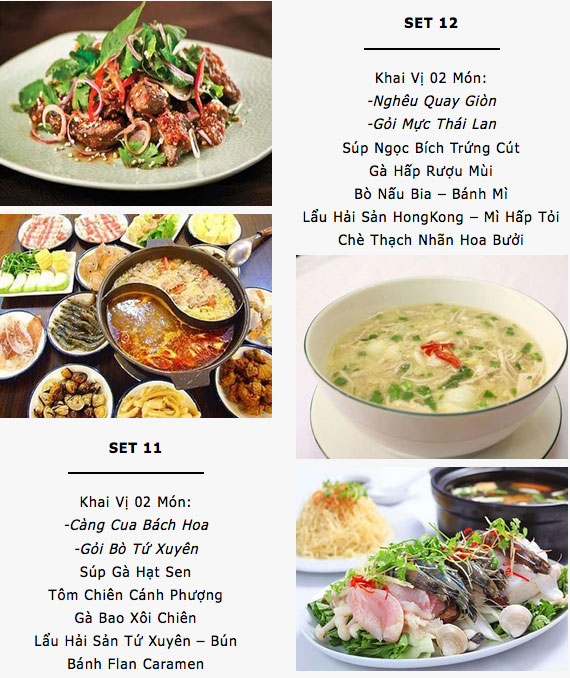 SET 12
Khai Vị 02 Món:
-Nghêu Quay Giòn
-Gỏi Mực Thái Lan
Súp Ngọc Bích Trứng Cút
Gà Hấp Rượu Mùi
Bò Nấu Bia – Bánh Mì
Lẩu Hải Sản HongKong – Mì Hấp Tỏi
Chè Thạch Nhãn Hoa Bưởi
SET 11
Khai Vị 02 Món:
-Càng Cua Bách Hoa
-Gỏi Bò Tứ Xuyên
Súp Gà Hạt Sen
Tôm Chiên Cánh Phượng
Gà Bao Xôi Chiên
Lẩu Hải Sản Tứ Xuyên – Bún
Bánh Flan Caramen